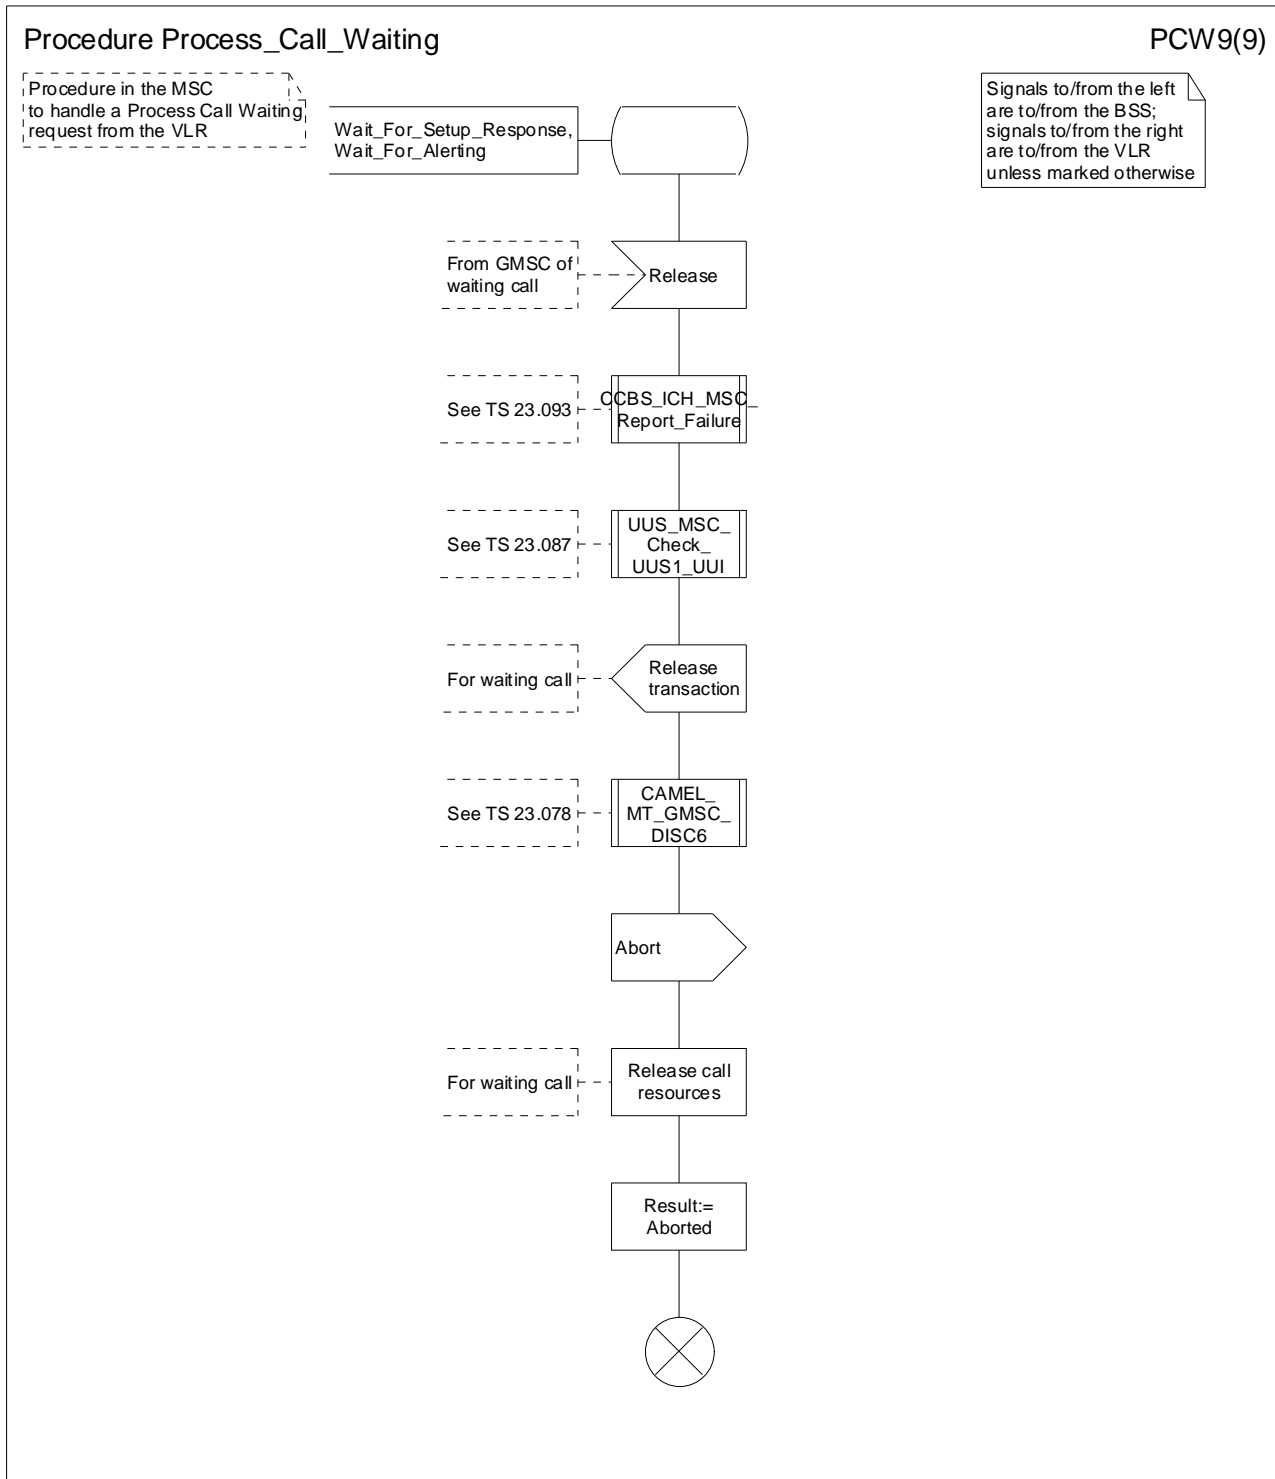 Procedure Process_Call_Waiting
PCW9(9)
Procedure in the MSC
to handle a Process Call Waiting
request from the VLR
Signals to/from the left
are to/from the BSS;
signals to/from the right
are to/from the VLR
unless marked otherwise
Wait_For_Setup_Response,
Wait_For_Alerting
From GMSC of
waiting call
Release
See TS 23.093
CCBS_ICH_MSC_
Report_Failure
See TS 23.087
UUS_MSC_
Check_
UUS1_UUI
For waiting call
Release
transaction
See TS 23.078
CAMEL_
MT_GMSC_
DISC6
Abort
For waiting call
Release call
resources
Result:=
Aborted